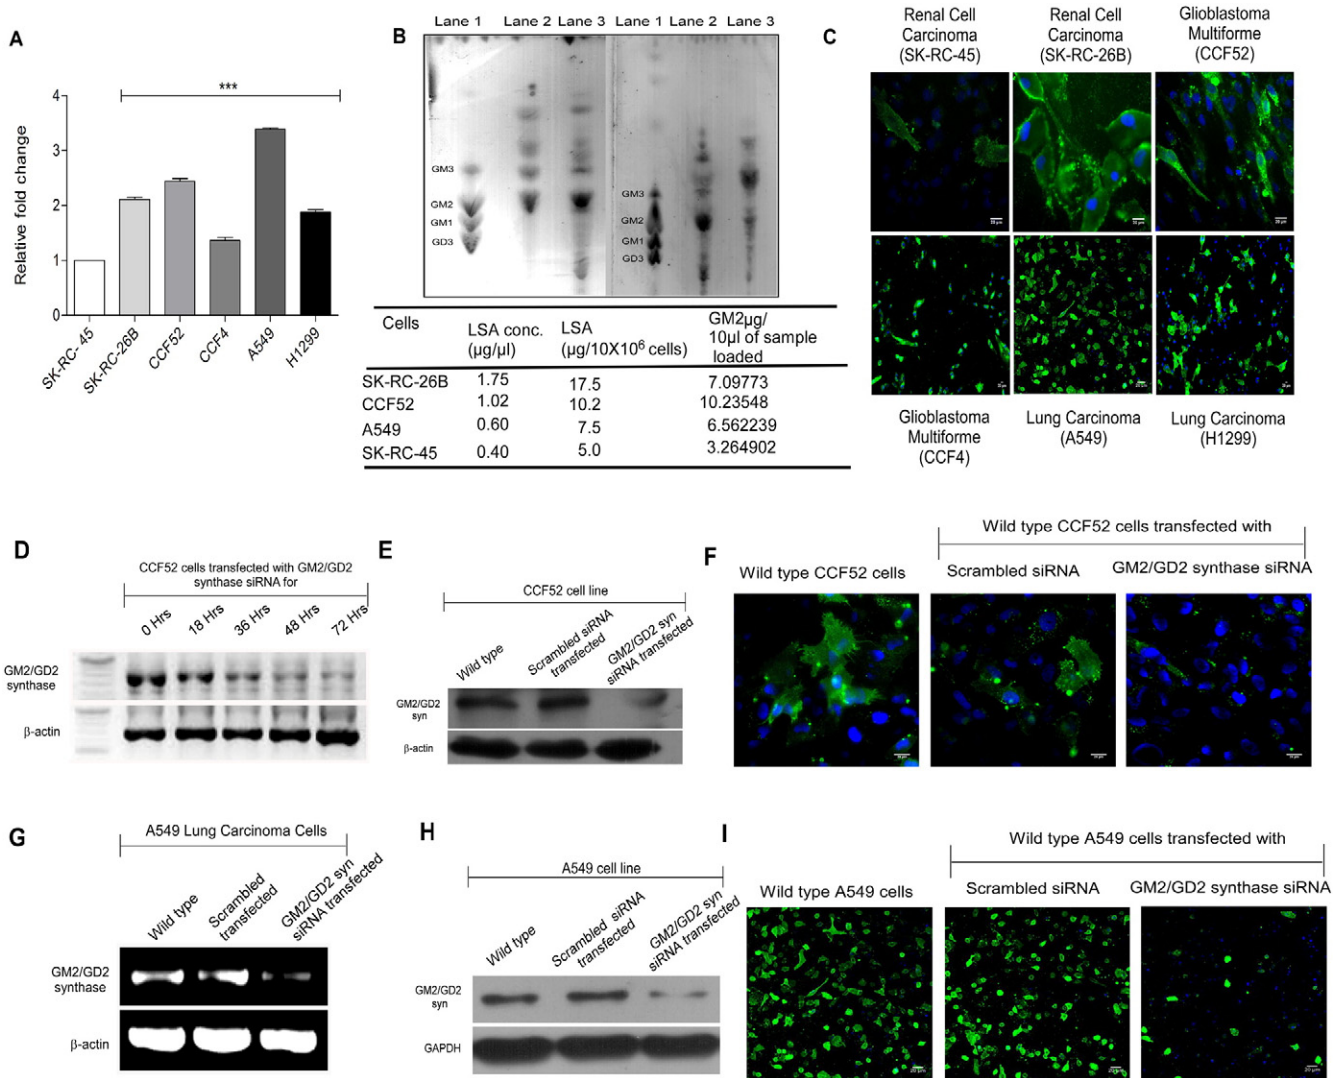 A
***
Relative fold change
4
3
2
1
0
SK-RC- 45
SK-RC-26B
CCF52
CCF4
A549
H1299
B
Lane 1 Lane 2 Lane 3 Lane 1 Lane 2 Lane 3
GM3
GM2
GM1
GD3
GM3
GM2
GM1
GD3
Cells LSA conc. (µg/µl) LSA (µg/10X10⁶ cells) GM2µg/ 10µl of sample loaded
SK-RC-26B 1.75 17.5 7.09773
CCF52 1.02 10.2 10.23548
A549 0.60 7.5 6.562239
SK-RC-45 0.40 5.0 3.264902
C
Renal Cell
Carcinoma
(SK-RC-45)
Renal Cell
Carcinoma
(SK-RC-26B)
Glioblastoma
Multiforme
(CCF52)
Glioblastoma
Multiforme
(CCF4)
Lung Carcinoma
(A549)
Lung Carcinoma
(H1299)
D
CCF52 cells transfected with GM2/GD2
synthase siRNA for
0 Hrs 18 Hrs 36 Hrs 48 Hrs 72 Hrs
GM2/GD2
synthase
β-actin
E
CCF52 cell line
Wild type
Scrambled siRNA
transfected
GM2/GD2 syn
siRNA transfected
GM2/GD2
syn
β-actin
F
Wild type CCF52 cells transfected with
Wild type CCF52 cells
Scrambled siRNA
GM2/GD2 synthase siRNA
G
A549 Lung Carcinoma Cells
Wild type
Scrambled
transfected
GM2/GD2 syn
siRNA transfected
GM2/GD2
synthase
β-actin
H
A549 cell line
Wild type
Scrambled siRNA
transfected
GM2/GD2 syn
siRNA transfected
GM2/GD2
syn
GAPDH
I
Wild type A549 cells transfected with
Wild type A549 cells
Scrambled siRNA
GM2/GD2 synthase siRNA